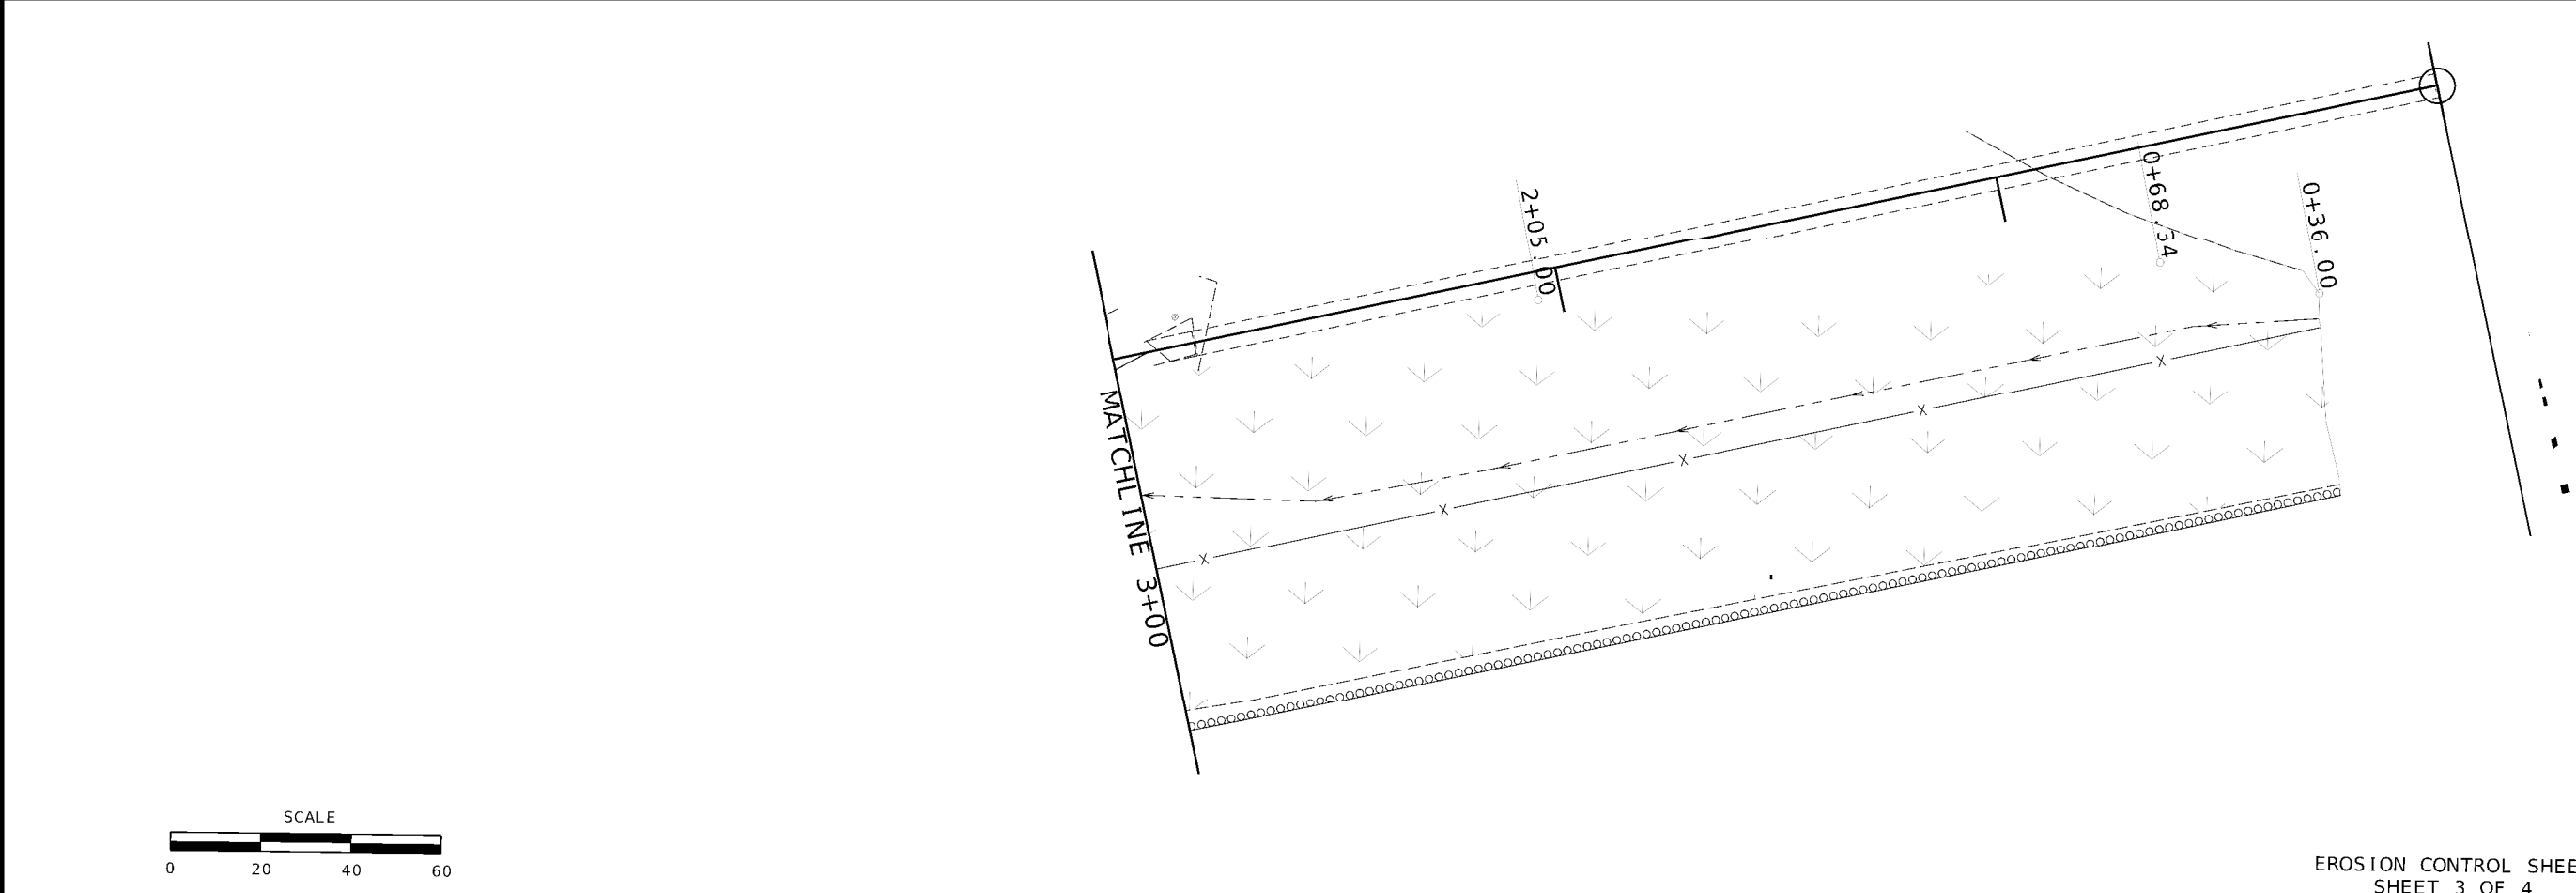 2+05.00
0+68.34
0+36.00
MATCHLINE 3+00
X
X
X
X
X
SCALE
0 20 40 60
EROSION CONTROL SHEE
SHEET 3 OF 4